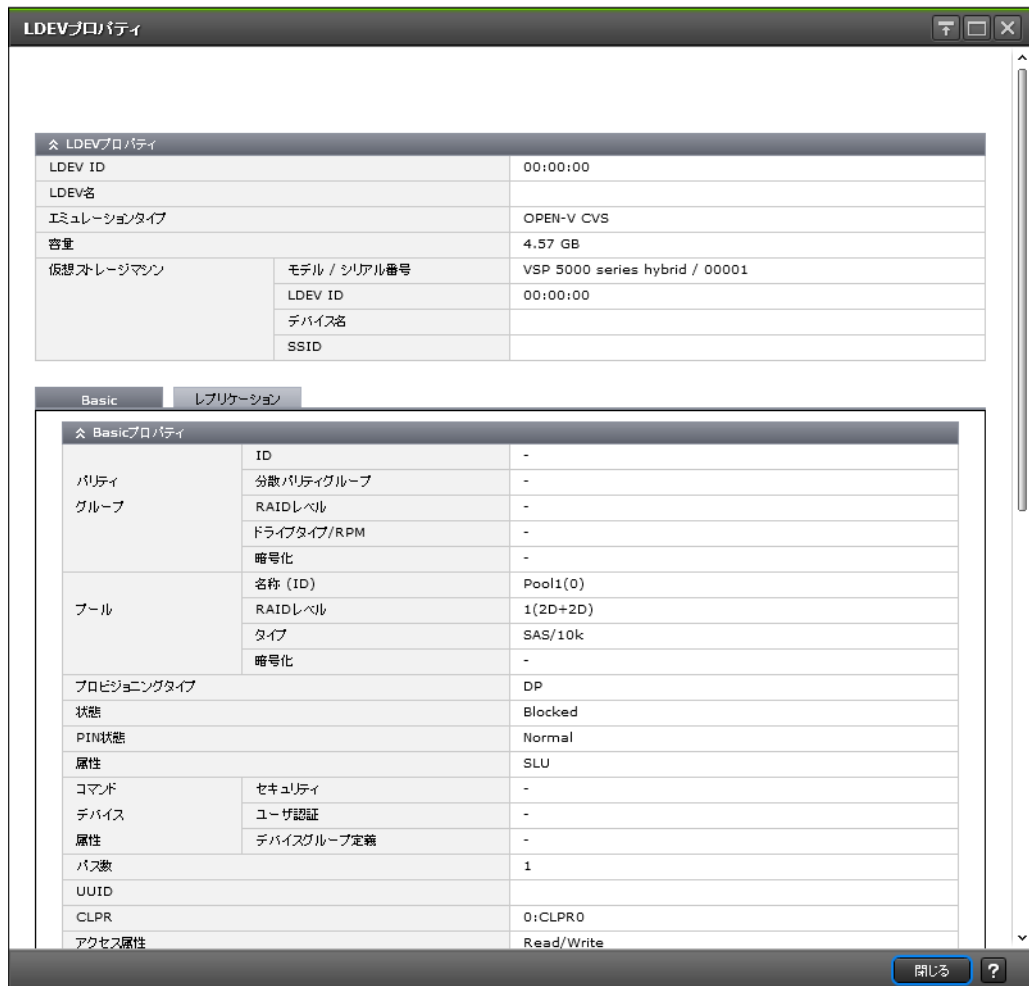 LDEVプロパティ
LDEVプロパティ
LDEV ID 00:00:00
LDEV名
エミュレーションタイプ OPEN-V CVS
容量 4.57 GB
仮想ストレージマシン モデル / シリアル番号 VSP 5000 series hybrid / 00001
LDEV ID 00:00:00
デバイス名
SSID
Basic レプリケーション
Basicプロパティ
ID -
パリティ 分散パリティグループ -
グループ RAIDレベル -
ドライブタイプ/RPM -
暗号化 -
名称 (ID) Pool1(0)
プール RAIDレベル 1(2D+2D)
タイプ SAS/10k
暗号化 -
プロビジョニングタイプ DP
状態 Blocked
PIN状態 Normal
属性 SLU
コマンド セキュリティ -
デバイス ユーザ認証 -
属性 デバイスグループ定義 -
パス数 1
UUID
CLPR 0:CLPR0
アクセス属性 Read/Write
閉じる ?